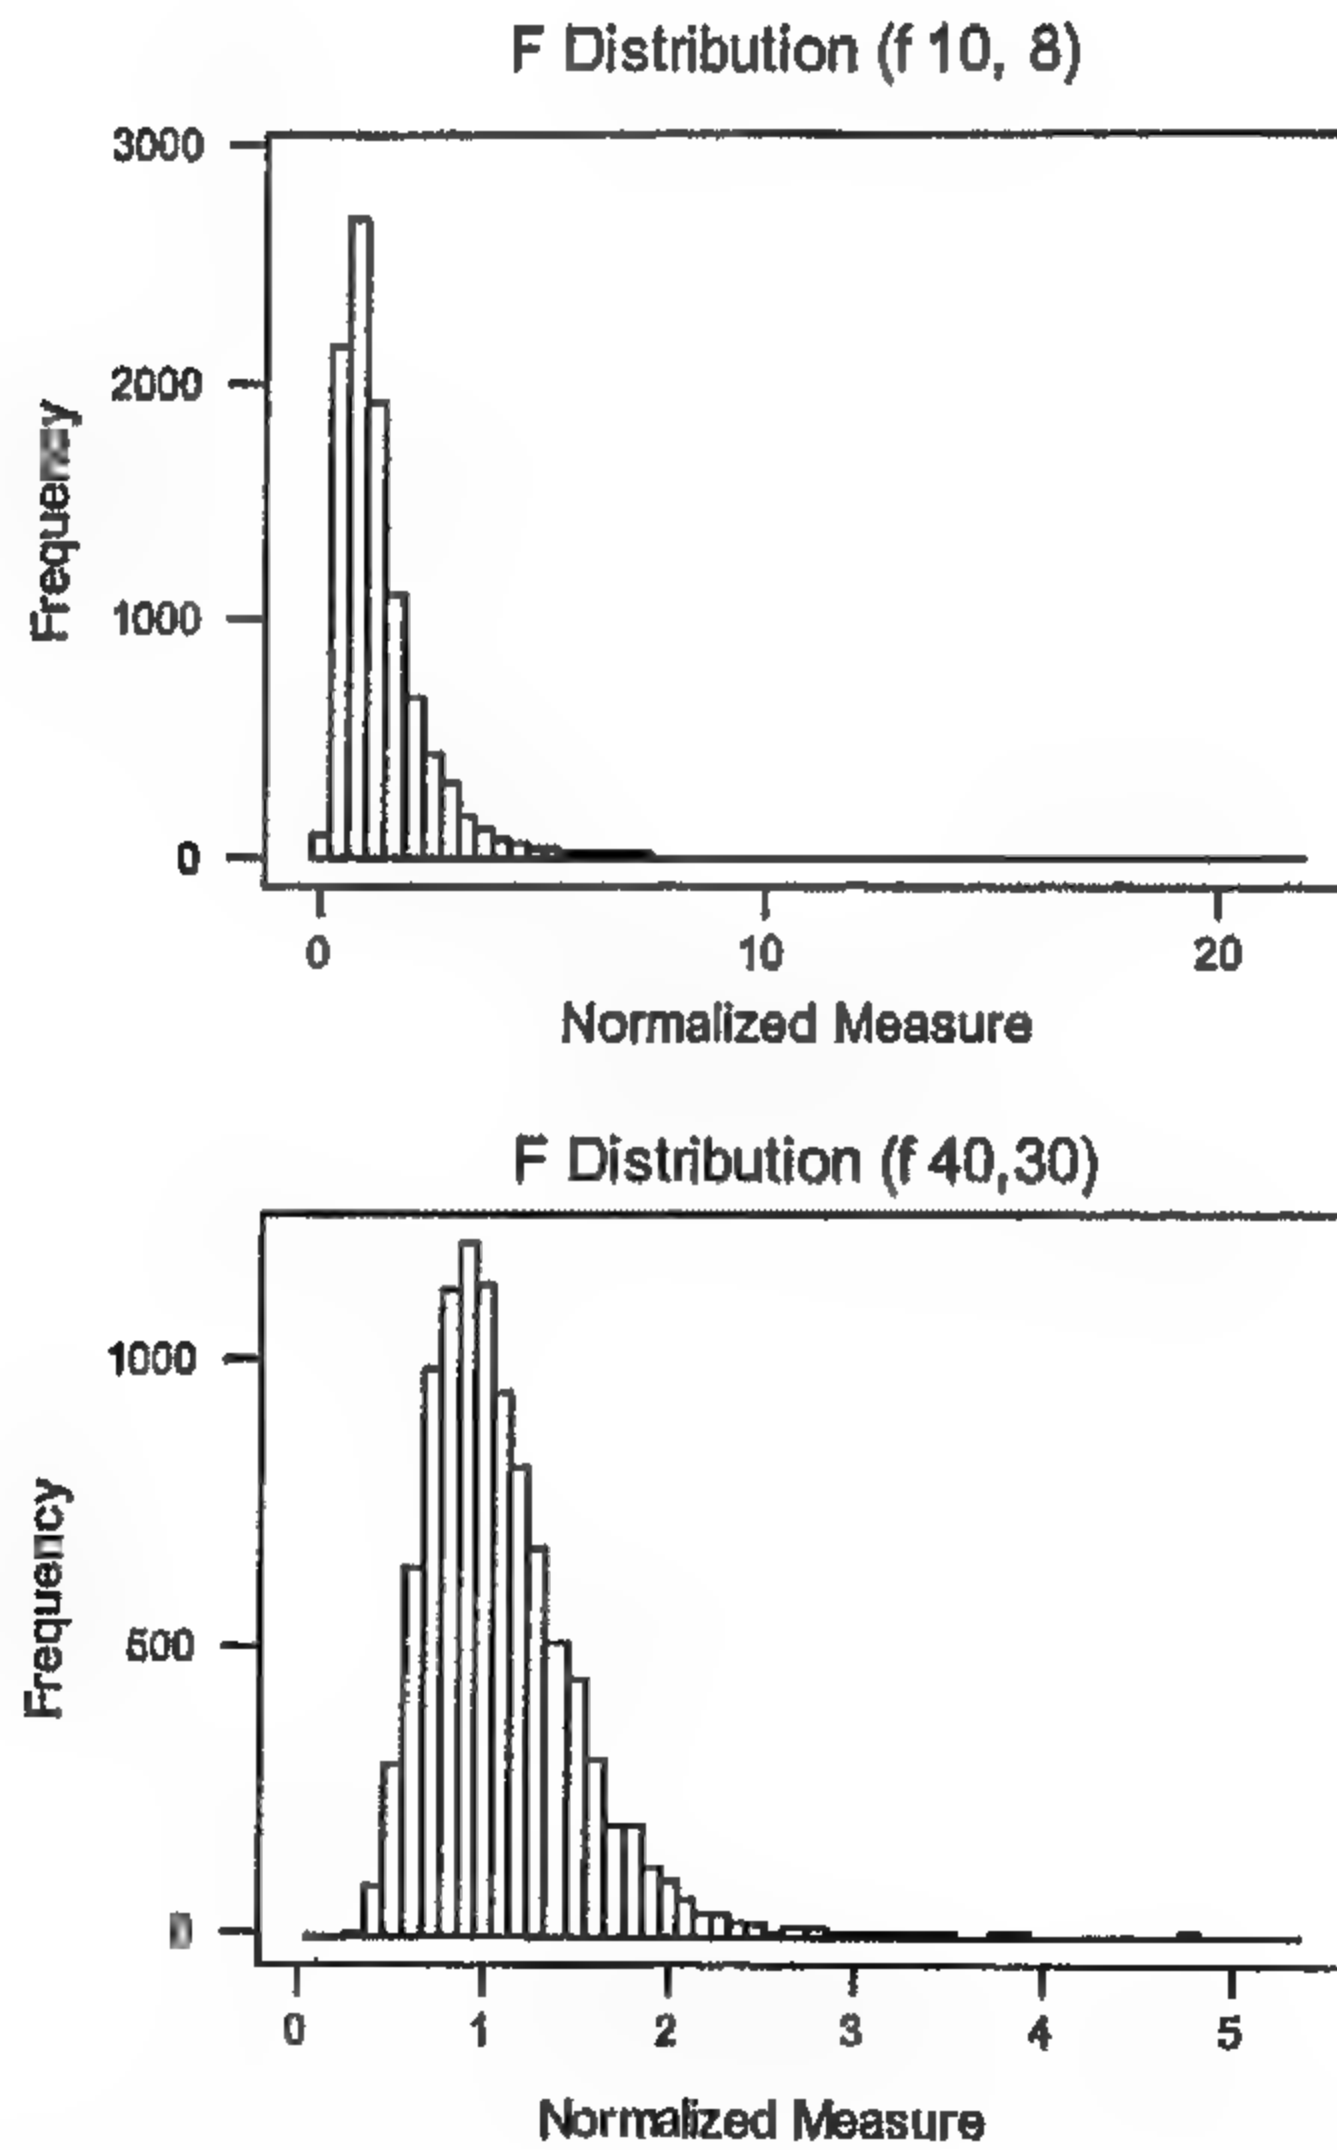 F Distribution (f 10, 8)
3000
2000
1000
0
Frequency
0 10 20
Normalized Measure
F Distribution (f 40,30)
1000
500
0
Frequency
0 1 2 3 4 5
Normalized Measure